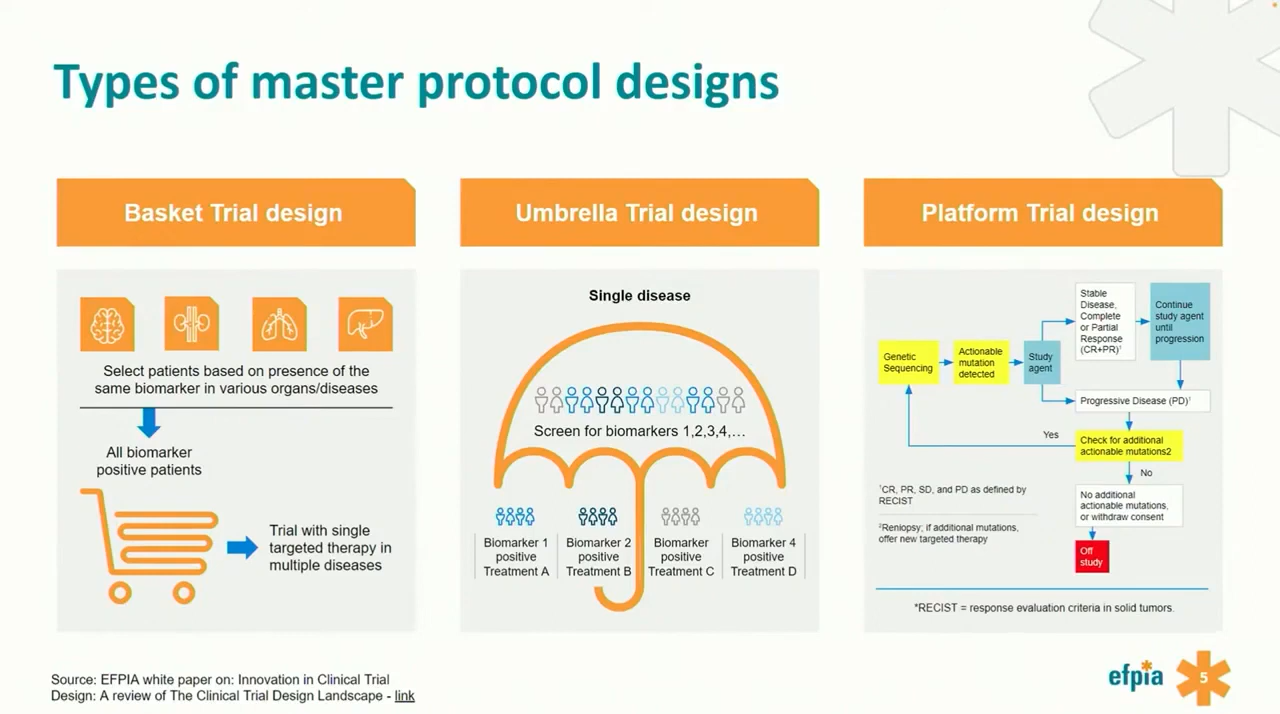 Types of master protocol designs
Basket Trial design
Select patients based on presence of the
same biomarker in various organs/diseases
All biomarker
positive patients
Trial with single
targeted therapy in
multiple diseases
Umbrella Trial design
Single disease
Screen for biomarkers 1,2,3,4,…
Biomarker 1
positive
Treatment A
Biomarker 2
positive
Treatment B
Biomarker
positive
Treatment C
Biomarker 4
positive
Treatment D
Platform Trial design
Genetic
Sequencing
Actionable
mutation
detected
Study
agent
Stable
Disease,
Complete
or Partial
Response
(CR+PR)¹
Continue
study agent
until
progression
Progressive Disease (PD)¹
Yes
Check for additional
actionable mutations2
No
No additional
actionable mutations,
or withdraw consent
Off
study
¹CR, PR, SD, and PD as defined by
RECIST
²Reniopsy; if additional mutations,
offer new targeted therapy
*RECIST = response evaluation criteria in solid tumors.
Source: EFPIA white paper on: Innovation in Clinical Trial
Design: A review of The Clinical Trial Design Landscape - link
efpia
5